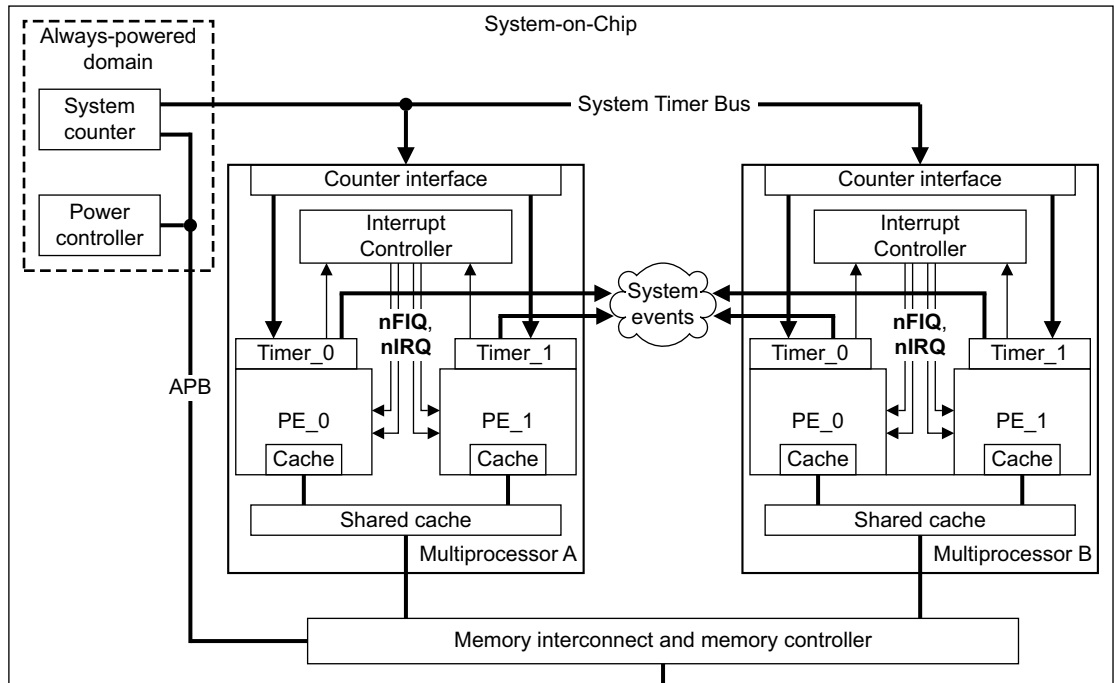 System-on-Chip
Always-powered
domain
System
counter
System Timer Bus
Power
controller
Counter interface
Counter interface
Interrupt
Controller
Interrupt
Controller
System
events
nFIQ,
nIRQ
nFIQ,
nIRQ
Timer_0
Timer_1
Timer_0
Timer_1
APB
PE_0
PE_1
PE_0
PE_1
Cache
Cache
Cache
Cache
Shared cache
Shared cache
Multiprocessor A
Multiprocessor B
Memory interconnect and memory controller